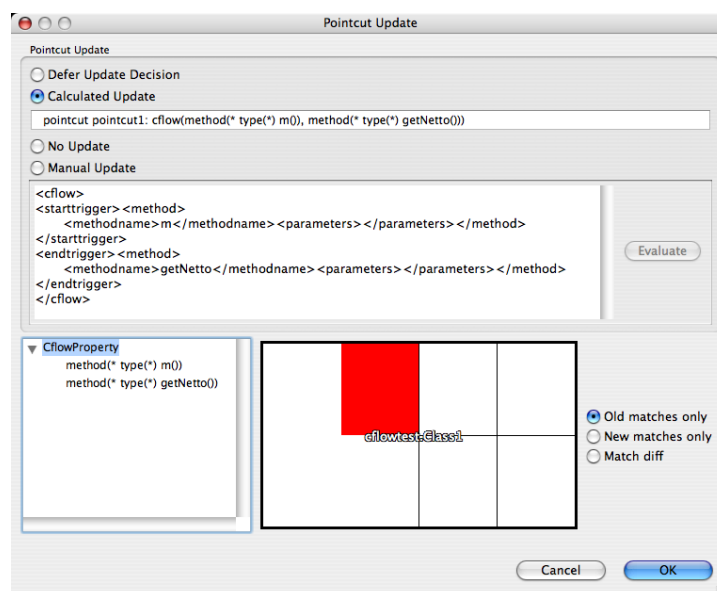 Pointcut Update
Pointcut Update
Defer Update Decision
Calculated Update
pointcut pointcut1: cflow(method(* type(*) m()), method(* type(*) getNetto()))
No Update
Manual Update
<cflow>
<starttrigger><method>
<methodname>m</methodname><parameters></parameters></method>
</starttrigger>
<endtrigger><method>
<methodname>getNetto</methodname><parameters></parameters></method>
</endtrigger>
</cflow>
Evaluate
CflowProperty
method(* type(*) m())
method(* type(*) getNetto())
cflowtest.Class1
Old matches only
New matches only
Match diff
Cancel
OK